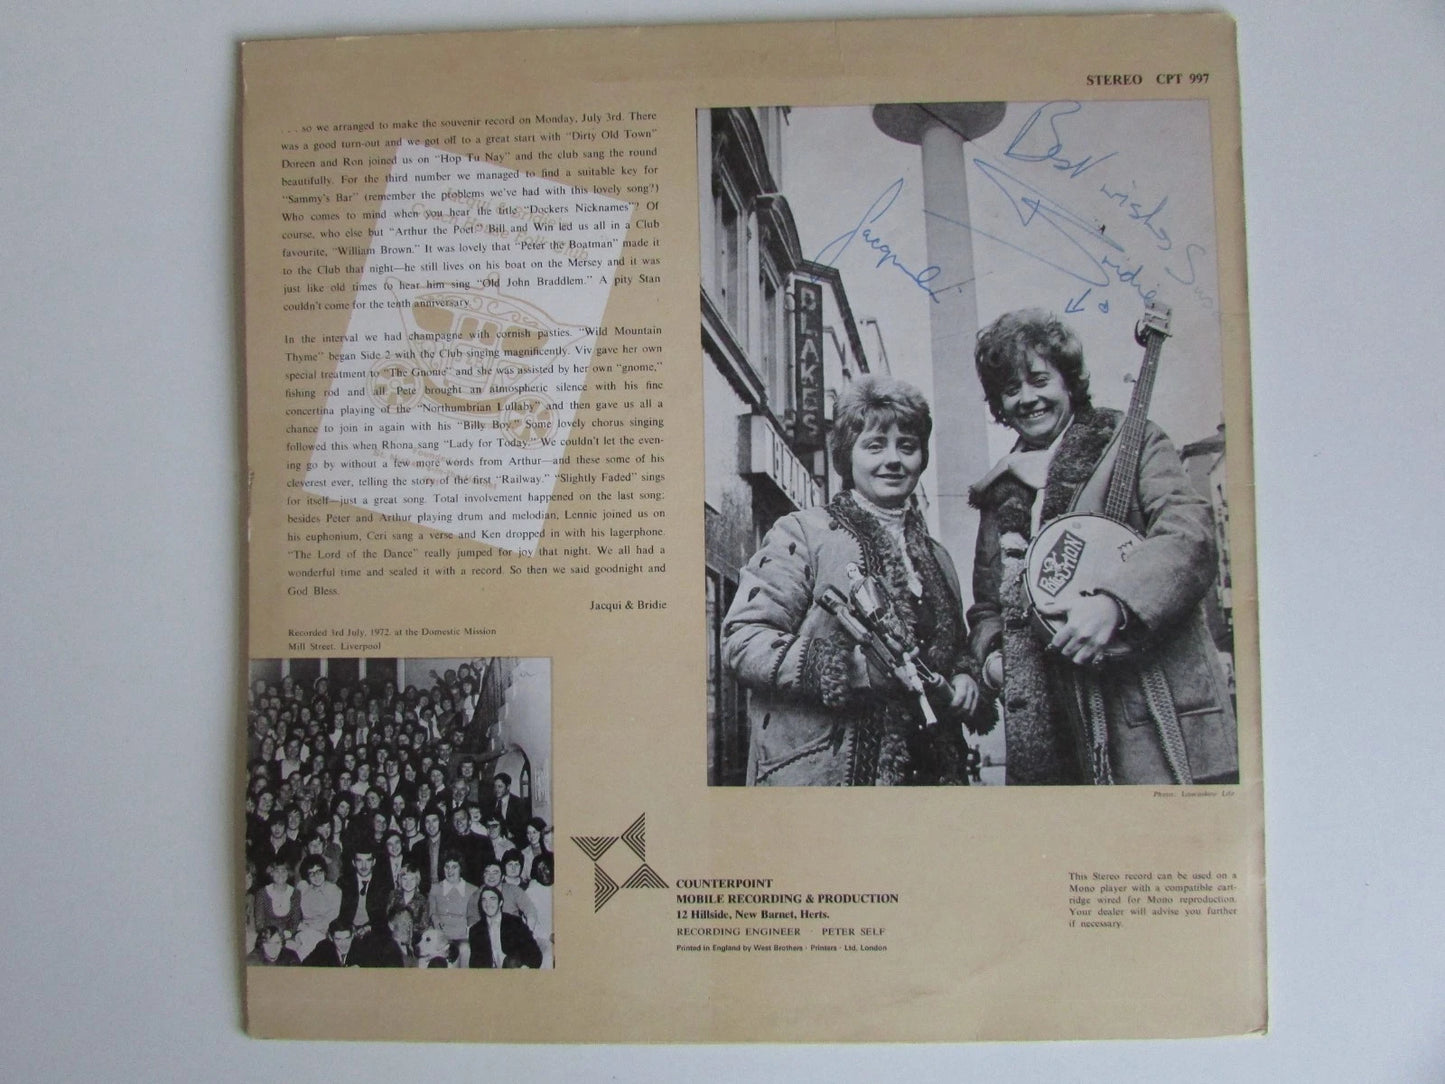 STEREO CPT 997
. . . so we arranged to make the souvenir record on Monday, July 3rd. There
was a good turn-out and we got off to a great start with "Dirty Old Town"
Doreen and Ron joined us on "Hop Tu Nay" and the club sang the round
beautifully. For the third number we managed to find a suitable key for
"Sammy's Bar" (remember the problems we've had with this lovely song?)
Who comes to mind when you hear the title "Dockers Nicknames"? Of
course, who else but "Arthur the Poet" Bill and Win led us all in a Club
favourite, "William Brown." It was lovely that "Peter the Boatman" made it
to the Club that night—he still lives on his boat on the Mersey and it was
just like old times to hear him sing "Old John Braddlem." A pity Stan
couldn't come for the tenth anniversary.
In the interval we had champagne with cornish pasties. "Wild Mountain
Thyme" began Side 2 with the Club singing magnificently. Viv gave her own
special treatment to "The Gnome" and she was assisted by her own "gnome,"
fishing rod and all. Pete brought an atmospheric silence with his fine
concertina playing of the "Northumbrian Lullaby" and then gave us all a
chance to join in again with his "Billy Boy." Some lovely chorus singing
followed this when Rhona sang "Lady for Today." We couldn't let the even-
ing go by without a few more words from Arthur—and these some of his
cleverest ever, telling the story of the first "Railway." "Slightly Faded" sings
for itself—just a great song. Total involvement happened on the last song;
besides Peter and Arthur playing drum and melodian, Lennie joined us on
his euphonium, Ceri sang a verse and Ken dropped in with his lagerphone.
"The Lord of the Dance" really jumped for joy that night. We all had a
wonderful time and sealed it with a record. So then we said goodnight and
God Bless.
Jacqui & Bridie
Recorded 3rd July, 1972, at the Domestic Mission
Mill Street, Liverpool
Jacqui & Bridie's
Coach House Folk Club
Best wishes
Jacqui
Bridie
BLAKES
Photo: Lancashire Life
COUNTERPOINT
MOBILE RECORDING & PRODUCTION
12 Hillside, New Barnet, Herts.
RECORDING ENGINEER · PETER SELF
Printed in England by West Brothers · Printers · Ltd, London
This Stereo record can be used on a
Mono player with a compatible cart-
ridge wired for Mono reproduction.
Your dealer will advise you further
if necessary.